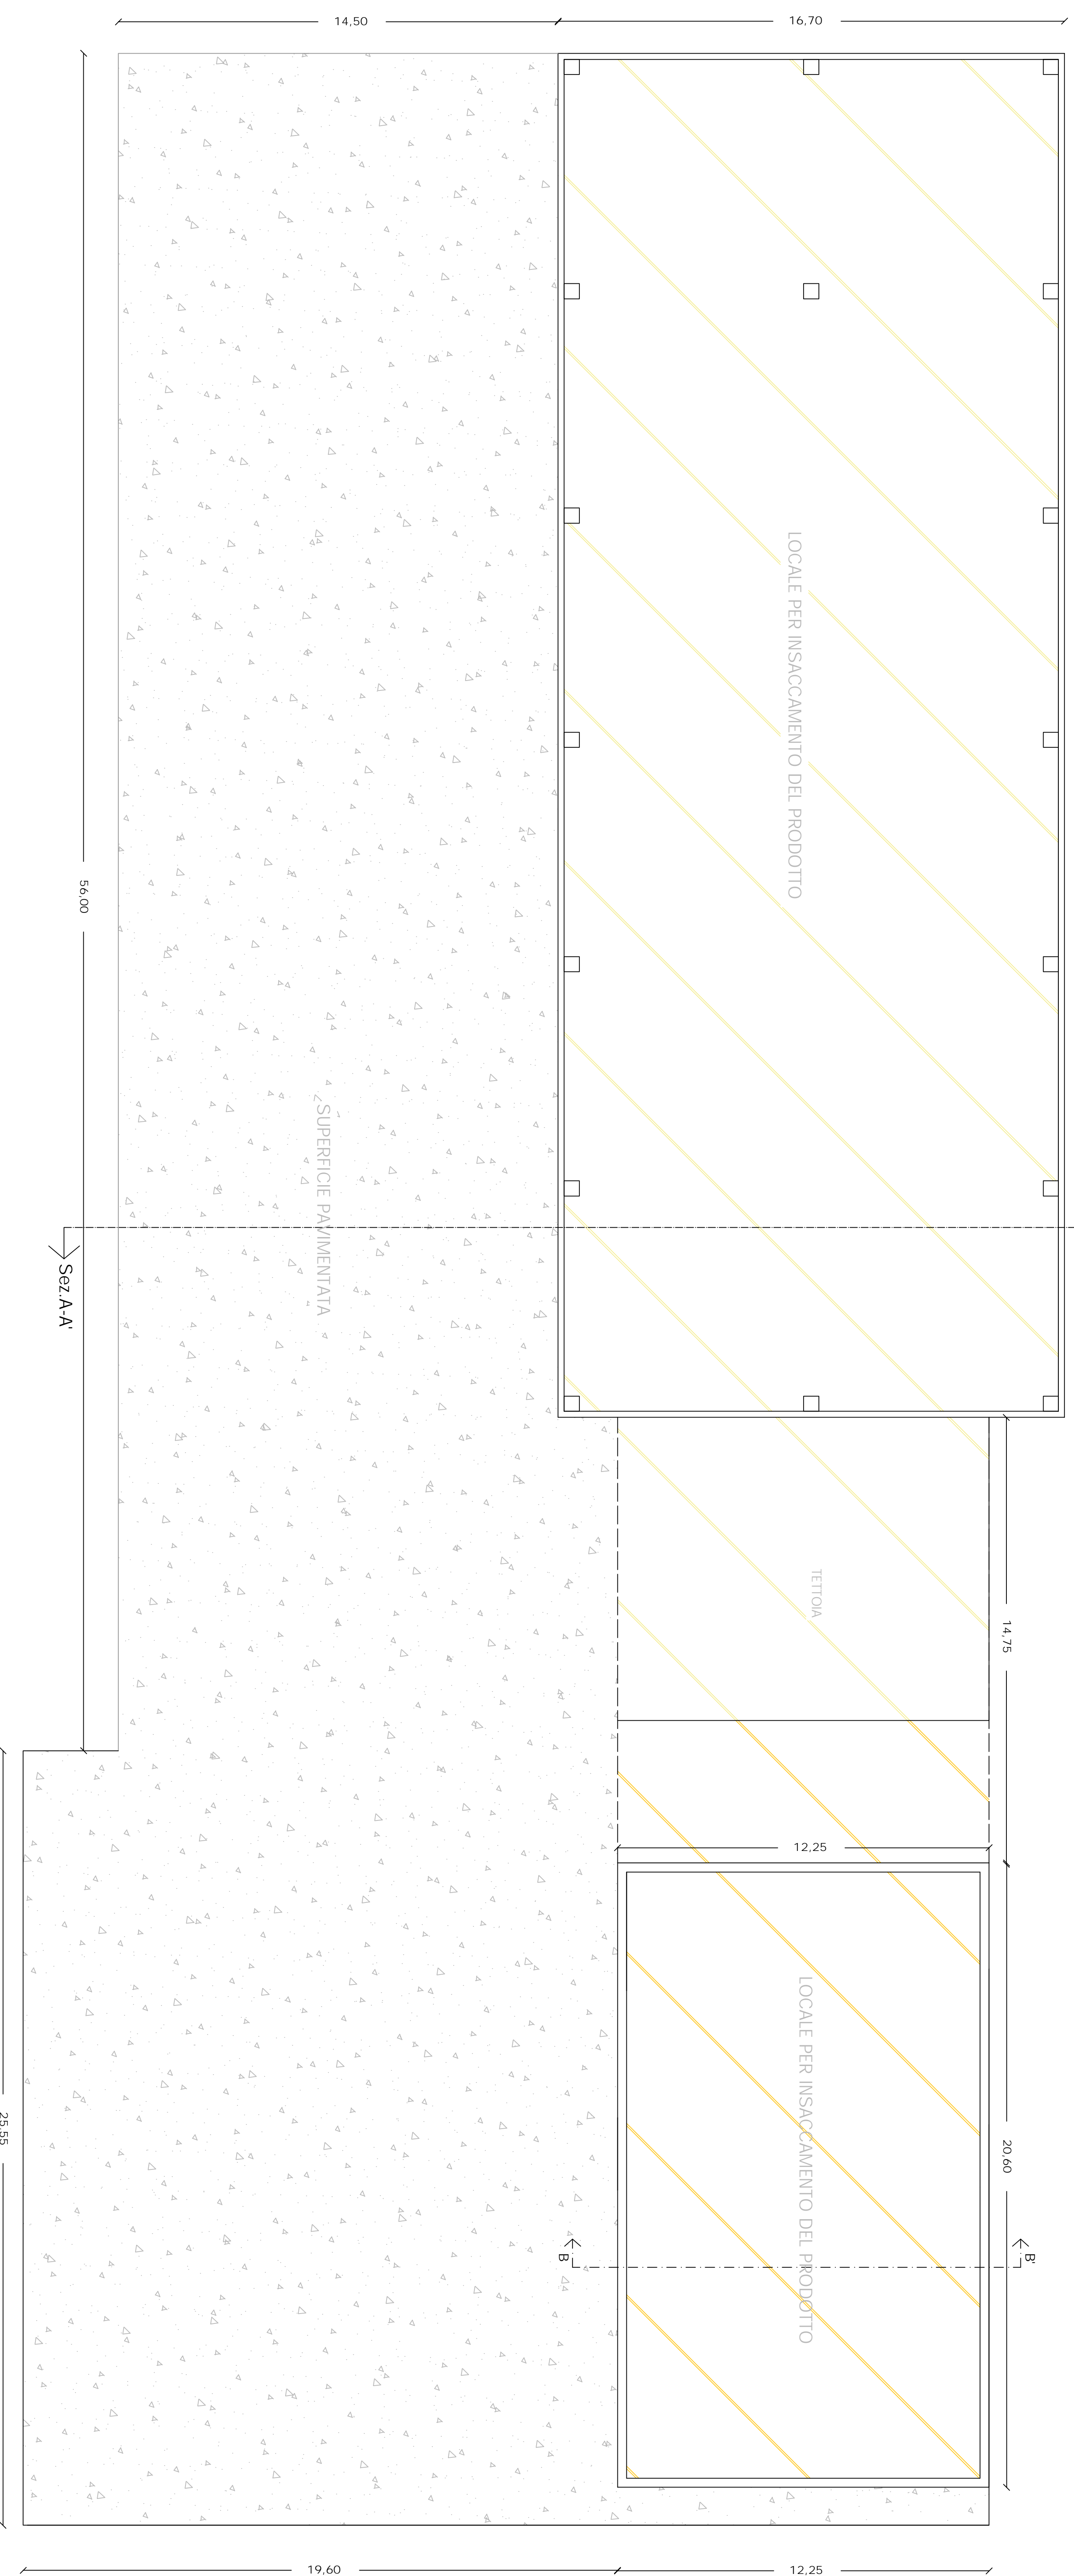 14,50
16,70
LOCALE PER INSACCAMENTO DEL PRODOTTO
56,00
SUPERFICIE PAVIMENTATA
Sez.A-A'
TETTOIA
14,75
12,25
LOCALE PER INSACCAMENTO DEL PRODOTTO
20,60
25,55
B
B'
19,60
12,25